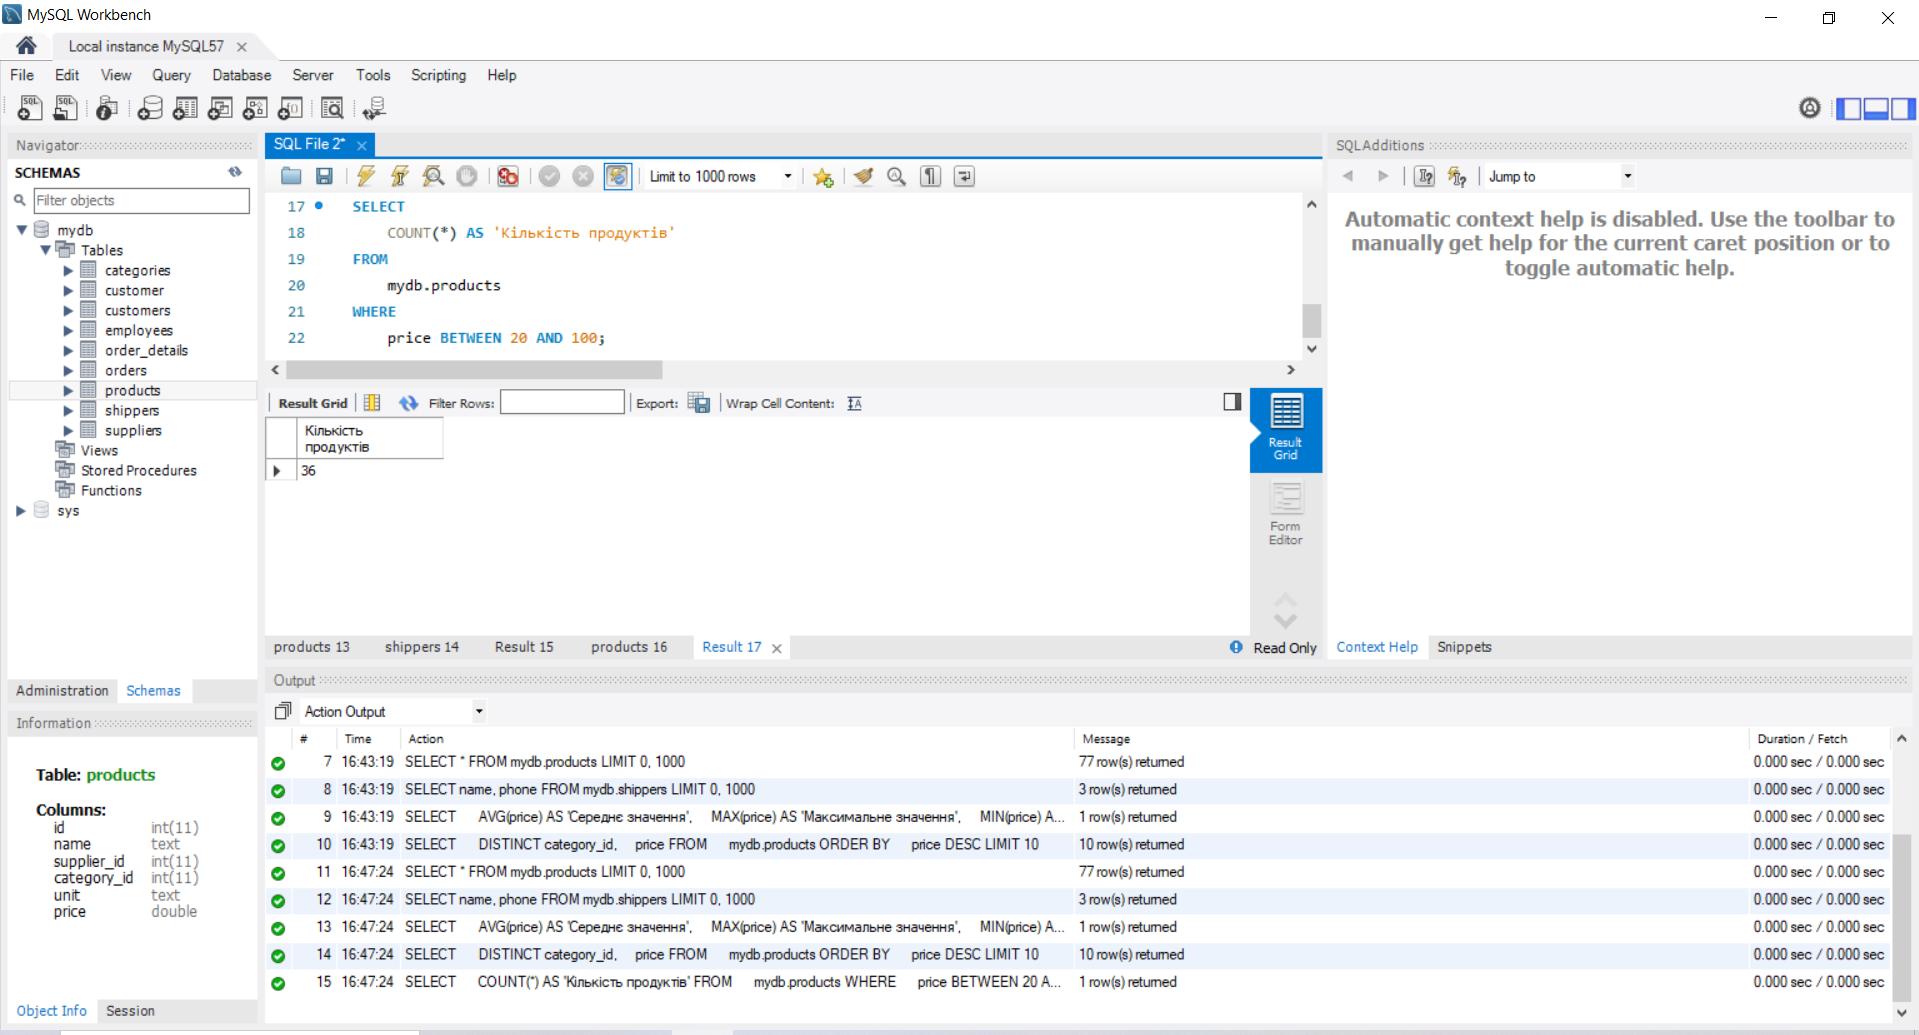 MySQL Workbench
Local instance MySQL57
File Edit View Query Database Server Tools Scripting Help
Navigator
SCHEMAS
Filter objects
mydb
Tables
categories
customer
customers
employees
order_details
orders
products
shippers
suppliers
Views
Stored Procedures
Functions
sys
Administration Schemas
Information
Table: products
Columns:
id int(11)
name text
supplier_id int(11)
category_id int(11)
unit text
price double
Object Info Session
SQL File 2*
Limit to 1000 rows
17 SELECT
18 COUNT(*) AS 'Кількість продуктів'
19 FROM
20 mydb.products
21 WHERE
22 price BETWEEN 20 AND 100;
Result Grid Filter Rows: Export: Wrap Cell Content:
Кількість
продуктів
36
Result
Grid
Form
Editor
products 13 shippers 14 Result 15 products 16 Result 17 Read Only
SQLAdditions
Jump to
Automatic context help is disabled. Use the toolbar to
manually get help for the current caret position or to
toggle automatic help.
Context Help Snippets
Output
Action Output
# Time Action Message Duration / Fetch
7 16:43:19 SELECT * FROM mydb.products LIMIT 0, 1000 77 row(s) returned 0.000 sec / 0.000 sec
8 16:43:19 SELECT name, phone FROM mydb.shippers LIMIT 0, 1000 3 row(s) returned 0.000 sec / 0.000 sec
9 16:43:19 SELECT AVG(price) AS 'Середнє значення', MAX(price) AS 'Максимальне значення', MIN(price) A... 1 row(s) returned 0.000 sec / 0.000 sec
10 16:43:19 SELECT DISTINCT category_id, price FROM mydb.products ORDER BY price DESC LIMIT 10 10 row(s) returned 0.000 sec / 0.000 sec
11 16:47:24 SELECT * FROM mydb.products LIMIT 0, 1000 77 row(s) returned 0.000 sec / 0.000 sec
12 16:47:24 SELECT name, phone FROM mydb.shippers LIMIT 0, 1000 3 row(s) returned 0.000 sec / 0.000 sec
13 16:47:24 SELECT AVG(price) AS 'Середнє значення', MAX(price) AS 'Максимальне значення', MIN(price) A... 1 row(s) returned 0.000 sec / 0.000 sec
14 16:47:24 SELECT DISTINCT category_id, price FROM mydb.products ORDER BY price DESC LIMIT 10 10 row(s) returned 0.000 sec / 0.000 sec
15 16:47:24 SELECT COUNT(*) AS 'Кількість продуктів' FROM mydb.products WHERE price BETWEEN 20 A... 1 row(s) returned 0.000 sec / 0.000 sec